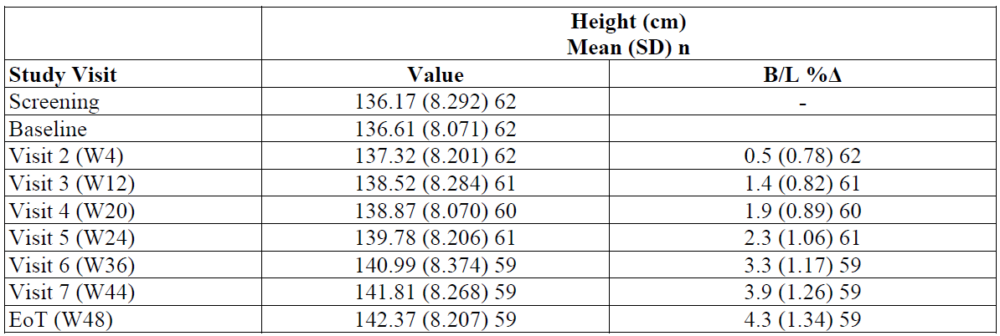 Height (cm)
Mean (SD) n
Study Visit Value B/L %Δ
Screening 136.17 (8.292) 62 -
Baseline 136.61 (8.071) 62
Visit 2 (W4) 137.32 (8.201) 62 0.5 (0.78) 62
Visit 3 (W12) 138.52 (8.284) 61 1.4 (0.82) 61
Visit 4 (W20) 138.87 (8.070) 60 1.9 (0.89) 60
Visit 5 (W24) 139.78 (8.206) 61 2.3 (1.06) 61
Visit 6 (W36) 140.99 (8.374) 59 3.3 (1.17) 59
Visit 7 (W44) 141.81 (8.268) 59 3.9 (1.26) 59
EoT (W48) 142.37 (8.207) 59 4.3 (1.34) 59